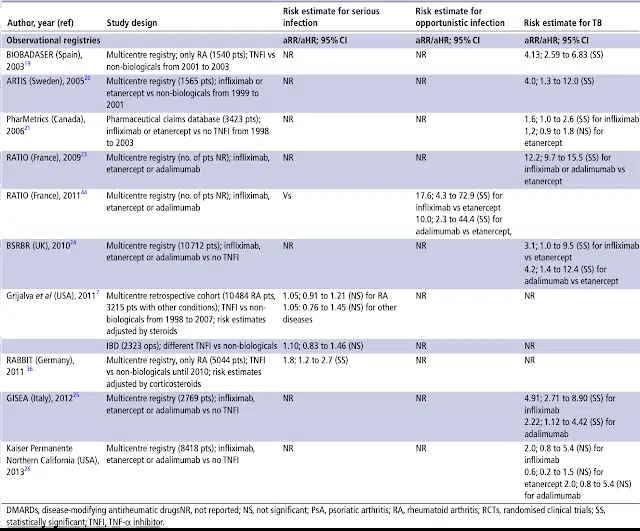 Author, year (ref) Study design Risk estimate for serious infection Risk estimate for opportunistic infection Risk estimate for TB
Observational registries aRR/aHR; 95% CI aRR/aHR; 95% CI aRR/aHR; 95% CI
BIOBADASER (Spain), Multicentre registry; only RA (1540 pts); TNFI vs NR NR 4.13; 2.59 to 6.83 (SS)
2003¹⁹ non-biologicals from 2001 to 2003
ARTIS (Sweden), 2005²⁰ Multicentre registry (1565 pts); infliximab or NR NR 4.0; 1.3 to 12.0 (SS)
etanercept vs non-biologicals from 1999 to
2001
PharMetrics (Canada), Pharmaceutical claims database (3423 pts); NR NR 1.6; 1.0 to 2.6 (SS) for infliximab
2006²¹ infliximab or etanercept vs no TNFI from 1998 1,2; 0.9 to 1.8 (NS) for
to 2003 etanercept
RATIO (France), 2009²³ Multicentre registry (no. of pts NR); infliximab, NR NR 12.2; 9.7 to 15.5 (SS) for
etanercept or adalimumab infliximab or adalimumab vs
etanercept
RATIO (France), 2011⁴⁴ Multicentre registry (no. of pts NR); infliximab, Vs 17.6; 4.3 to 72.9 (SS) for
etanercept or adalimumab infliximab vs etanercept
10.0; 2.3 to 44.4 (SS) for
adalimumab vs etanercept,
BSRBR (UK), 2010²⁴ Multicentre registry (10 712 pts); infliximab, NR NR 3.1; 1.0 to 9.5 (SS) for infliximab
etanercept or adalimumab vs no TNFI vs etanercept
4.2; 1.4 to 12.4 (SS) for
adalimumab vs etanercept
Grijalva et al (USA), 2011⁷ Multicentre retrospective cohort (10 484 RA pts, 1.05; 0.91 to 1.21 (NS) for RA NR NR
3215 pts with other conditions); TNFI vs non- 1.05: 0.76 to 1.45 (NS) for other
biologicals from 1998 to 2007; risk estimates diseases
adjusted by steroids
IBD (2323 ops); different TNFI vs non-biologicals 1.10; 0.83 to 1.46 (NS) NR NR
RABBIT (Germany), Multicentre registry, only RA (5044 pts); TNFI 1.8; 1.2 to 2.7 (SS) NR NR
2011 ³⁶ vs non-biologicals until 2010; risk estimates
adjusted by corticosteroids
GISEA (Italy), 2012²⁵ Multicentre registry (2769 pts); infliximab, NR NR 4.91; 2.71 to 8.90 (SS) for
etanercept or adalimumab vs no TNFI infliximab
2.22; 1.12 to 4.42 (SS) for
adalimumab
Kaiser Permanente Multicentre registry (8418 pts); infliximab, NR NR 2.0; 0.8 to 5.4 (NS) for
Northern California (USA), etanercept or adalimumab vs no TNFI infliximab
2013²⁶ 0.6; 0.2 to 1.5 (NS) for
etanercept 2.0; 0.8 to 5.4 (NS)
for adalimumab
DMARDs, disease-modifying antirheumatic drugsNR, not reported; NS, not significant; PsA, psoriatic arthritis; RA, rheumatoid arthritis; RCTs, randomised clinical trials; SS,
statistically significant; TNFI, TNF-α inhibitor.